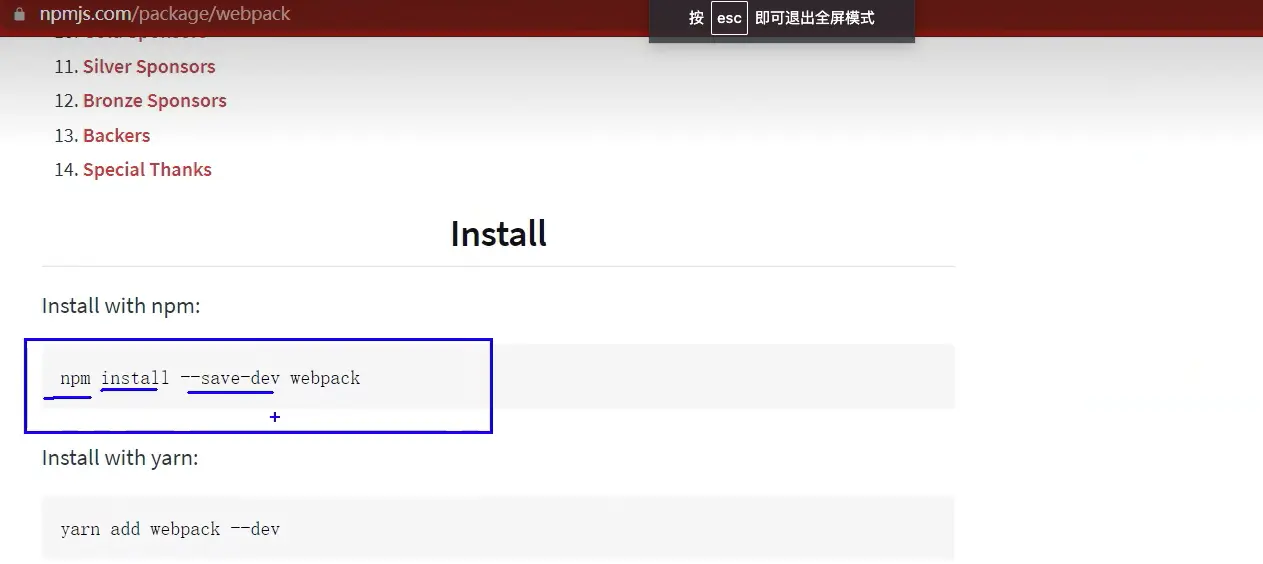 npmjs.com/package/webpack
按 esc 即可退出全屏模式
11. Silver Sponsors
12. Bronze Sponsors
13. Backers
14. Special Thanks
Install
Install with npm:
npm install --save-dev webpack
Install with yarn:
yarn add webpack --dev